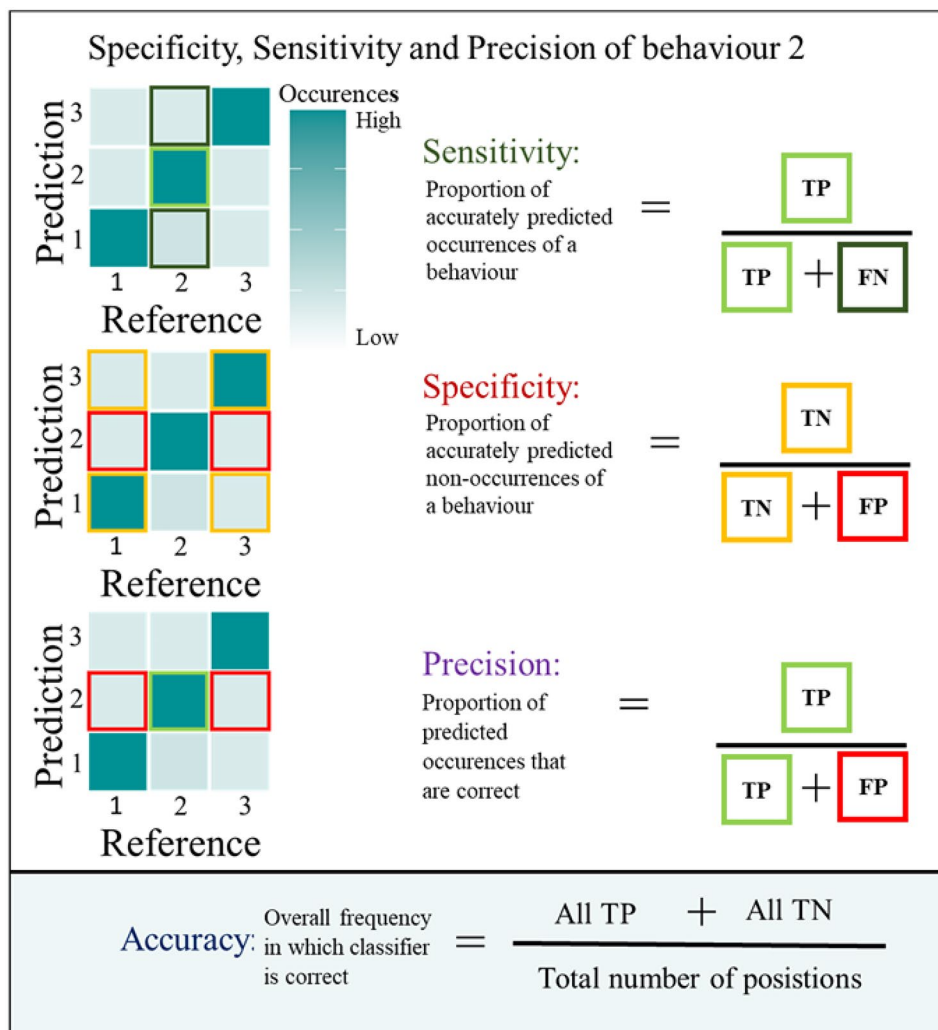 Specificity, Sensitivity and Precision of behaviour 2
Prediction
3
2
1
1 2 3
Reference
Occurences
High
Low
Sensitivity:
Proportion of
accurately predicted
occurrences of a
behaviour
=
TP
TP + FN
Prediction
3
2
1
1 2 3
Reference
Specificity:
Proportion of
accurately predicted
non-occurrences of
a behaviour
=
TN
TN + FP
Prediction
3
2
1
1 2 3
Reference
Precision:
Proportion of
predicted
occurences that
are correct
=
TP
TP + FP
Accuracy:
Overall frequency
in which classifier
is correct
=
All TP + All TN
Total number of posistions